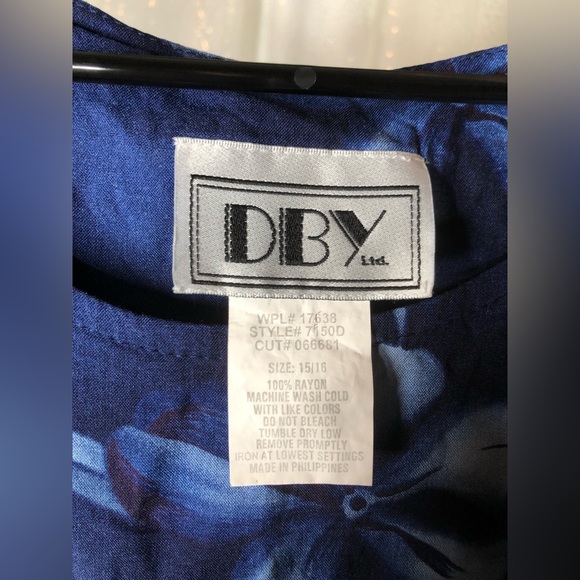 DBY Ltd.
WPL# 17638
STYLE# 7150D
CUT# 066681
SIZE: 15/16
100% RAYON
MACHINE WASH COLD
WITH LIKE COLORS
DO NOT BLEACH
TUMBLE DRY LOW
REMOVE PROMPTLY
IRON AT LOWEST SETTINGS
MADE IN PHILIPPINES